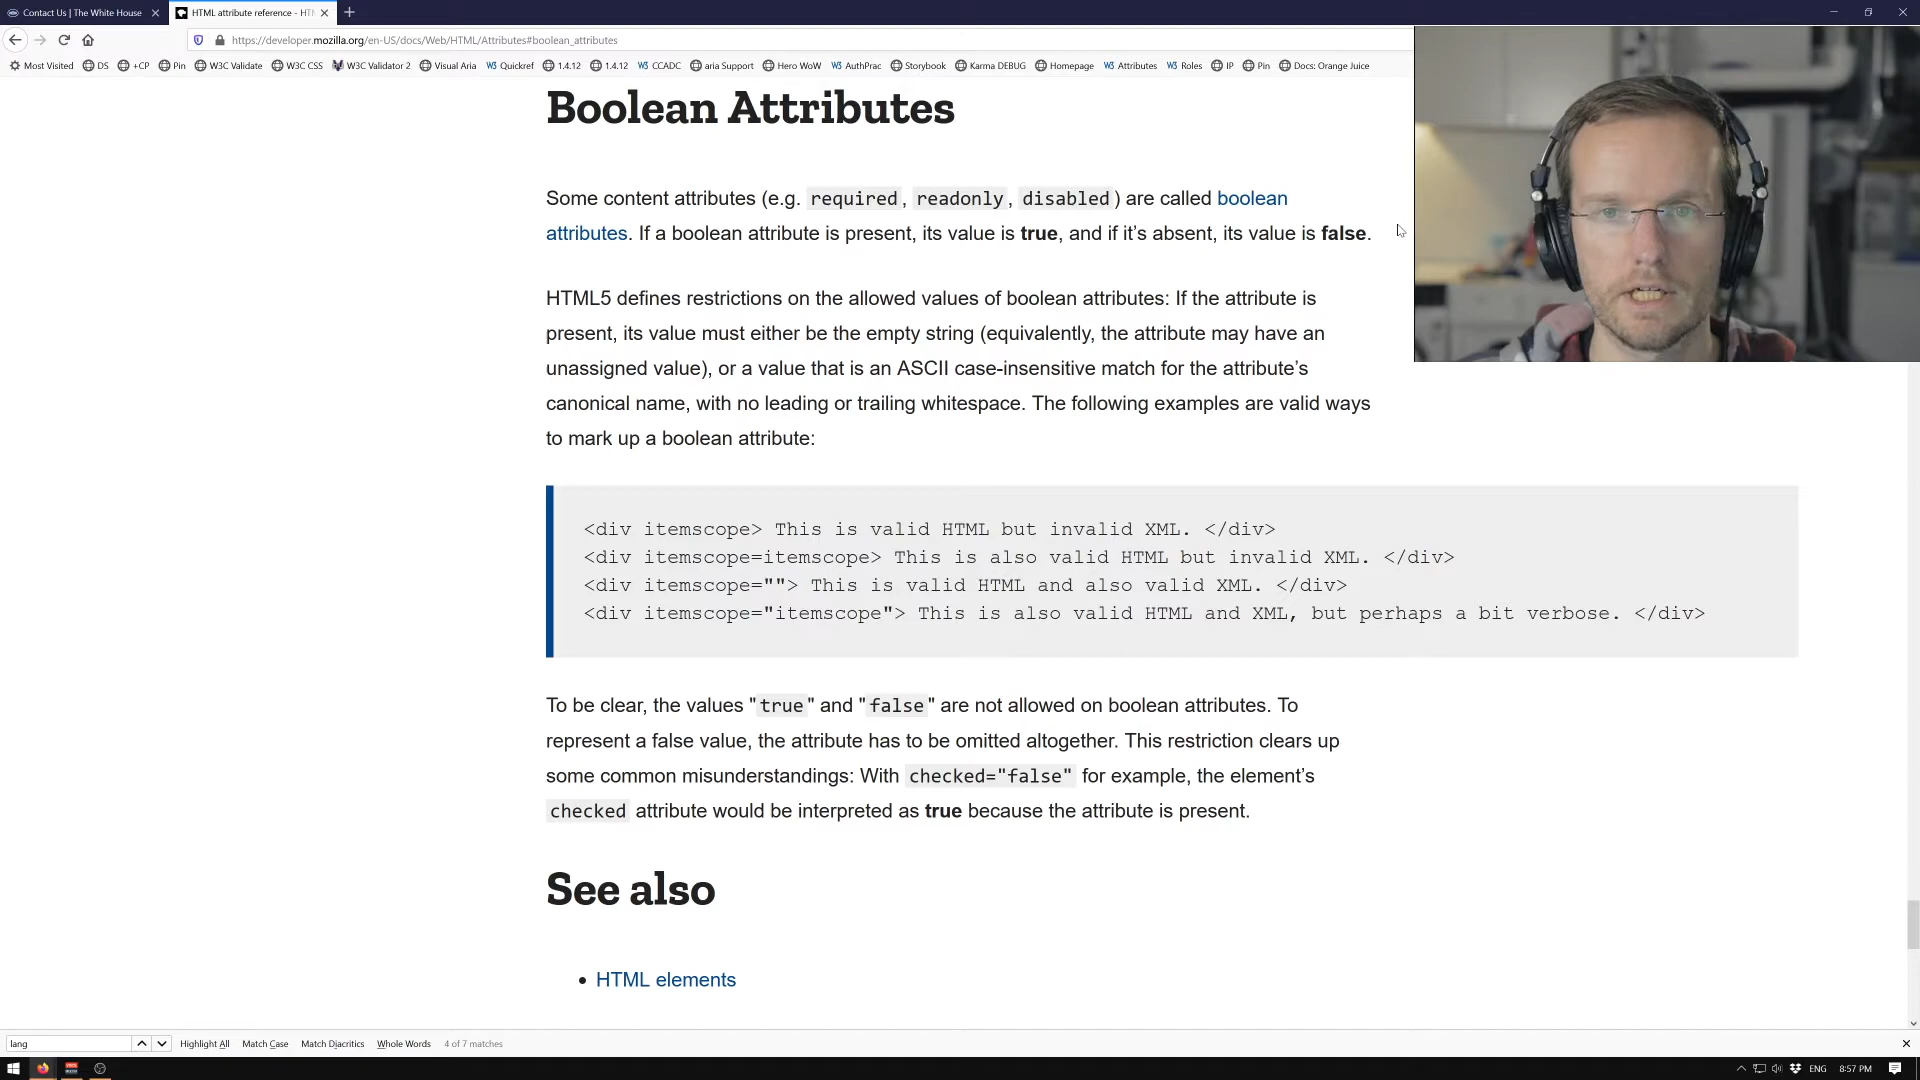 Contact Us | The White House
HTML attribute reference - HTM
https://developer.mozilla.org/en-US/docs/Web/HTML/Attributes#boolean_attributes
Most Visited DS +CP Pin W3C Validate W3C CSS W3C Validator 2 Visual Aria Quickref 1.4.12 1.4.12 CCADC aria Support Hero WoW AuthPrac Storybook Karma DEBUG Homepage Attributes Roles IP Pin Docs: Orange Juice
Boolean Attributes
Some content attributes (e.g. required, readonly, disabled) are called boolean
attributes. If a boolean attribute is present, its value is true, and if it’s absent, its value is false.
HTML5 defines restrictions on the allowed values of boolean attributes: If the attribute is
present, its value must either be the empty string (equivalently, the attribute may have an
unassigned value), or a value that is an ASCII case-insensitive match for the attribute’s
canonical name, with no leading or trailing whitespace. The following examples are valid ways
to mark up a boolean attribute:
<div itemscope> This is valid HTML but invalid XML. </div>
<div itemscope=itemscope> This is also valid HTML but invalid XML. </div>
<div itemscope=""> This is valid HTML and also valid XML. </div>
<div itemscope="itemscope"> This is also valid HTML and XML, but perhaps a bit verbose. </div>
To be clear, the values "true" and "false" are not allowed on boolean attributes. To
represent a false value, the attribute has to be omitted altogether. This restriction clears up
some common misunderstandings: With checked="false" for example, the element’s
checked attribute would be interpreted as true because the attribute is present.
See also
• HTML elements
lang Highlight All Match Case Match Diacritics Whole Words 4 of 7 matches
ENG 8:57 PM